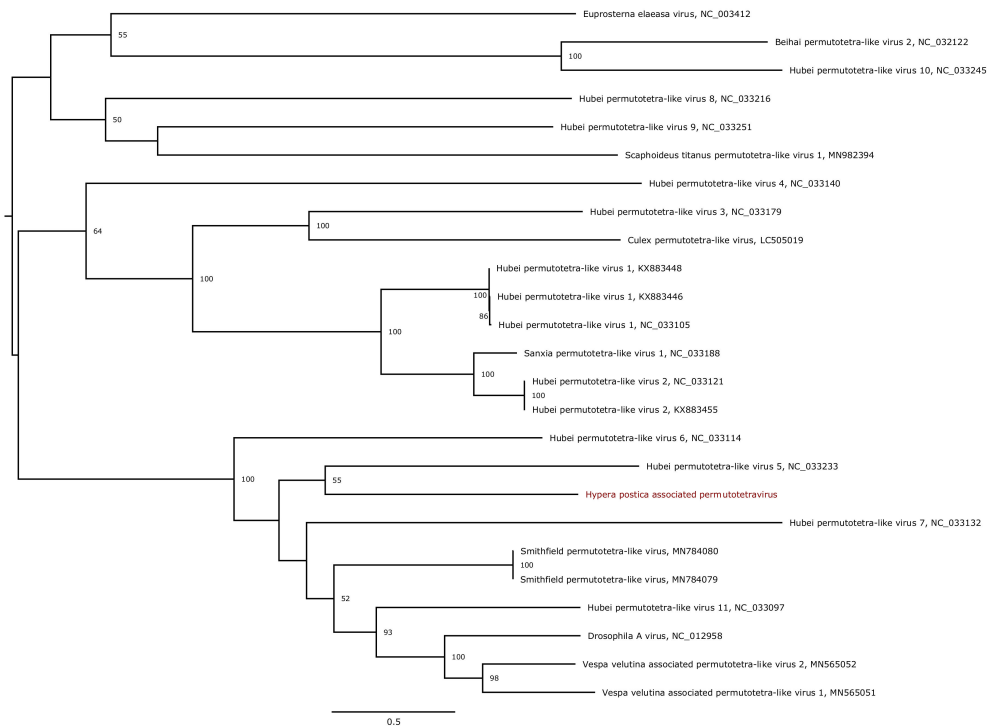 Euprosterna elaeasa virus, NC_003412
55
Beihai permutotetra-like virus 2, NC_032122
100
Hubei permutotetra-like virus 10, NC_033245
Hubei permutotetra-like virus 8, NC_033216
50
Hubei permutotetra-like virus 9, NC_033251
Scaphoideus titanus permutotetra-like virus 1, MN982394
Hubei permutotetra-like virus 4, NC_033140
Hubei permutotetra-like virus 3, NC_033179
100
64
Culex permutotetra-like virus, LC505019
Hubei permutotetra-like virus 1, KX883448
100
100
Hubei permutotetra-like virus 1, KX883446
86
Hubei permutotetra-like virus 1, NC_033105
100
Sanxia permutotetra-like virus 1, NC_033188
100
Hubei permutotetra-like virus 2, NC_033121
100
Hubei permutotetra-like virus 2, KX883455
Hubei permutotetra-like virus 6, NC_033114
Hubei permutotetra-like virus 5, NC_033233
100
55
Hypera postica associated permutotetravirus
Hubei permutotetra-like virus 7, NC_033132
Smithfield permutotetra-like virus, MN784080
100
Smithfield permutotetra-like virus, MN784079
52
Hubei permutotetra-like virus 11, NC_033097
93
Drosophila A virus, NC_012958
100
Vespa velutina associated permutotetra-like virus 2, MN565052
98
Vespa velutina associated permutotetra-like virus 1, MN565051
0.5